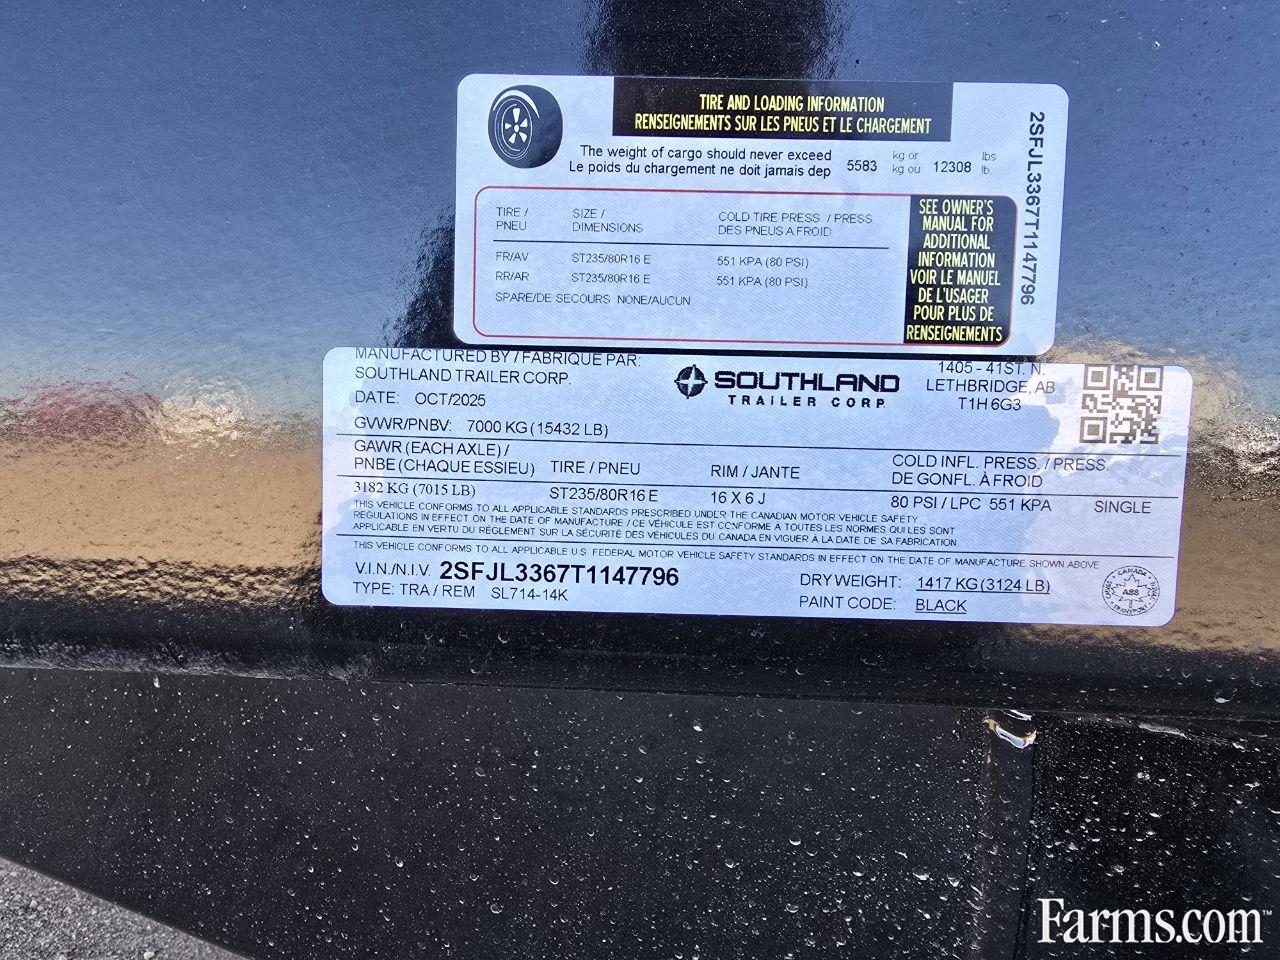 TIRE AND LOADING INFORMATION
RENSEIGNEMENTS SUR LES PNEUS ET LE CHARGEMENT
The weight of cargo should never exceed 5583 kg or 12308 lbs
Le poids du chargement ne doit jamais dep kg ou lb
2SFJL3367T1147796
TIRE / SIZE / COLD TIRE PRESS. / PRESS
PNEU DIMENSIONS DES PNEUS A FROID
FR/AV ST235/80R16 E 551 KPA (80 PSI)
RR/AR ST235/80R16 E 551 KPA (80 PSI)
SPARE/DE SECOURS NONE/AUCUN
SEE OWNER'S
MANUAL FOR
ADDITIONAL
INFORMATION
VOIR LE MANUEL
DE L'USAGER
POUR PLUS DE
RENSEIGNEMENTS
MANUFACTURED BY / FABRIQUE PAR:
SOUTHLAND TRAILER CORP.
DATE: OCT/2025
SOUTHLAND
TRAILER CORP.
1405 - 41ST. N.
LETHBRIDGE, AB
T1H 6G3
GVWR/PNBV: 7000 KG (15432 LB)
GAWR (EACH AXLE) /
PNBE (CHAQUE ESSIEU) TIRE / PNEU RIM / JANTE COLD INFL. PRESS. / PRESS.
DE GONFL. À FROID
3182 KG (7015 LB) ST235/80R16 E 16 X 6 J 80 PSI / LPC 551 KPA SINGLE
THIS VEHICLE CONFORMS TO ALL APPLICABLE STANDARDS PRESCRIBED UNDER THE CANADIAN MOTOR VEHICLE SAFETY
REGULATIONS IN EFFECT ON THE DATE OF MANUFACTURE / CE VÉHICULE EST CONFORME A TOUTES LES NORMES QUI LES SONT
APPLICABLE EN VERTU DU REGLEMENT SUR LA SÉCURITÉ DES VÉHICULES DU CANADA EN VIGUER À LA DATE DE SA FABRICATION
THIS VEHICLE CONFORMS TO ALL APPLICABLE U.S. FEDERAL MOTOR VEHICLE SAFETY STANDARDS IN EFFECT ON THE DATE OF MANUFACTURE SHOWN ABOVE
V.I.N./N.I.V. 2SFJL3367T1147796 DRY WEIGHT: 1417 KG (3124 LB)
TYPE: TRA / REM SL714-14K PAINT CODE: BLACK
CANADA
A88
TRANSPORT
Farms.com™